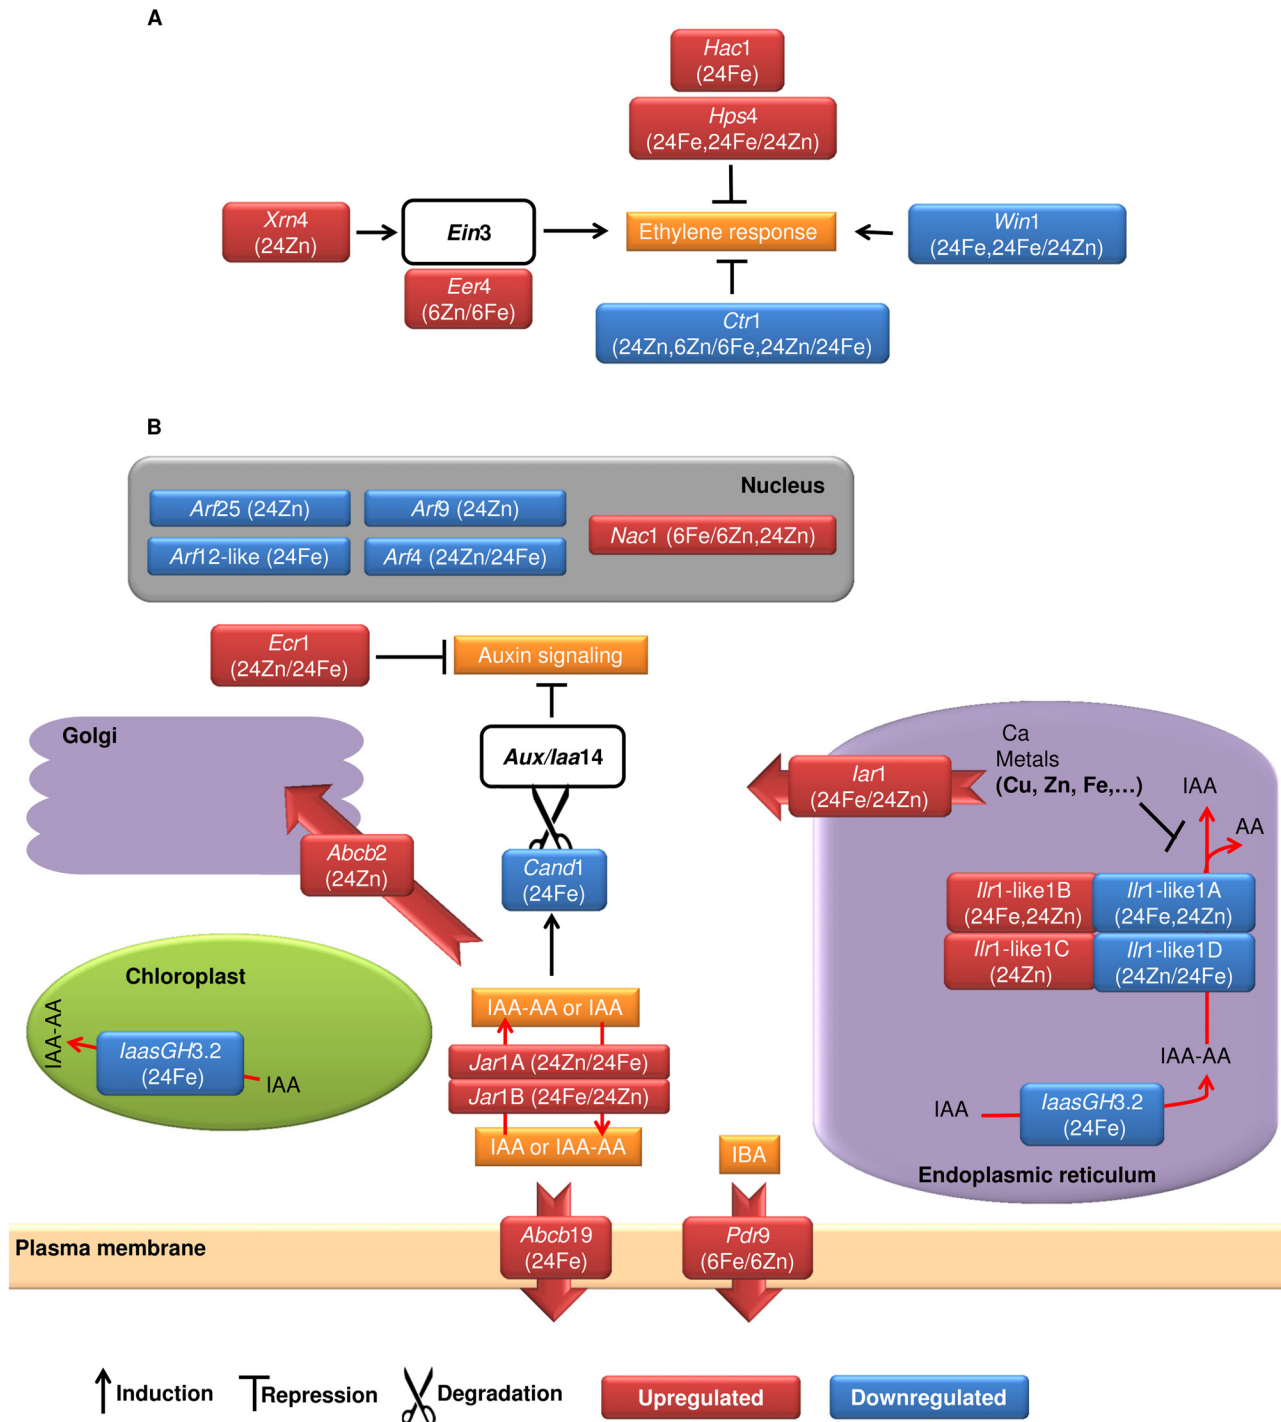 A
Hac1
(24Fe)
Hps4
(24Fe,24Fe/24Zn)
Xrn4
(24Zn)
Ein3
Eer4
(6Zn/6Fe)
Ethylene response
Win1
(24Fe,24Fe/24Zn)
Ctr1
(24Zn,6Zn/6Fe,24Zn/24Fe)
B
Nucleus
Arf25 (24Zn)
Arf9 (24Zn)
Nac1 (6Fe/6Zn,24Zn)
Arf12-like (24Fe)
Arf4 (24Zn/24Fe)
Ecr1
(24Zn/24Fe)
Auxin signaling
Golgi
Aux/Iaa14
Abcb2
(24Zn)
Cand1
(24Fe)
Iar1
(24Fe/24Zn)
Ca
Metals
(Cu, Zn, Fe,...)
IAA
AA
Ilr1-like1B
(24Fe,24Zn)
Ilr1-like1A
(24Fe,24Zn)
Ilr1-like1C
(24Zn)
Ilr1-like1D
(24Zn/24Fe)
IAA-AA
IAA
IaasGH3.2
(24Fe)
Endoplasmic reticulum
Chloroplast
IAA-AA
IaasGH3.2
(24Fe)
IAA
IAA-AA or IAA
Jar1A (24Zn/24Fe)
Jar1B (24Fe/24Zn)
IAA or IAA-AA
IBA
Plasma membrane
Abcb19
(24Fe)
Pdr9
(6Fe/6Zn)
Induction
Repression
Degradation
Upregulated
Downregulated